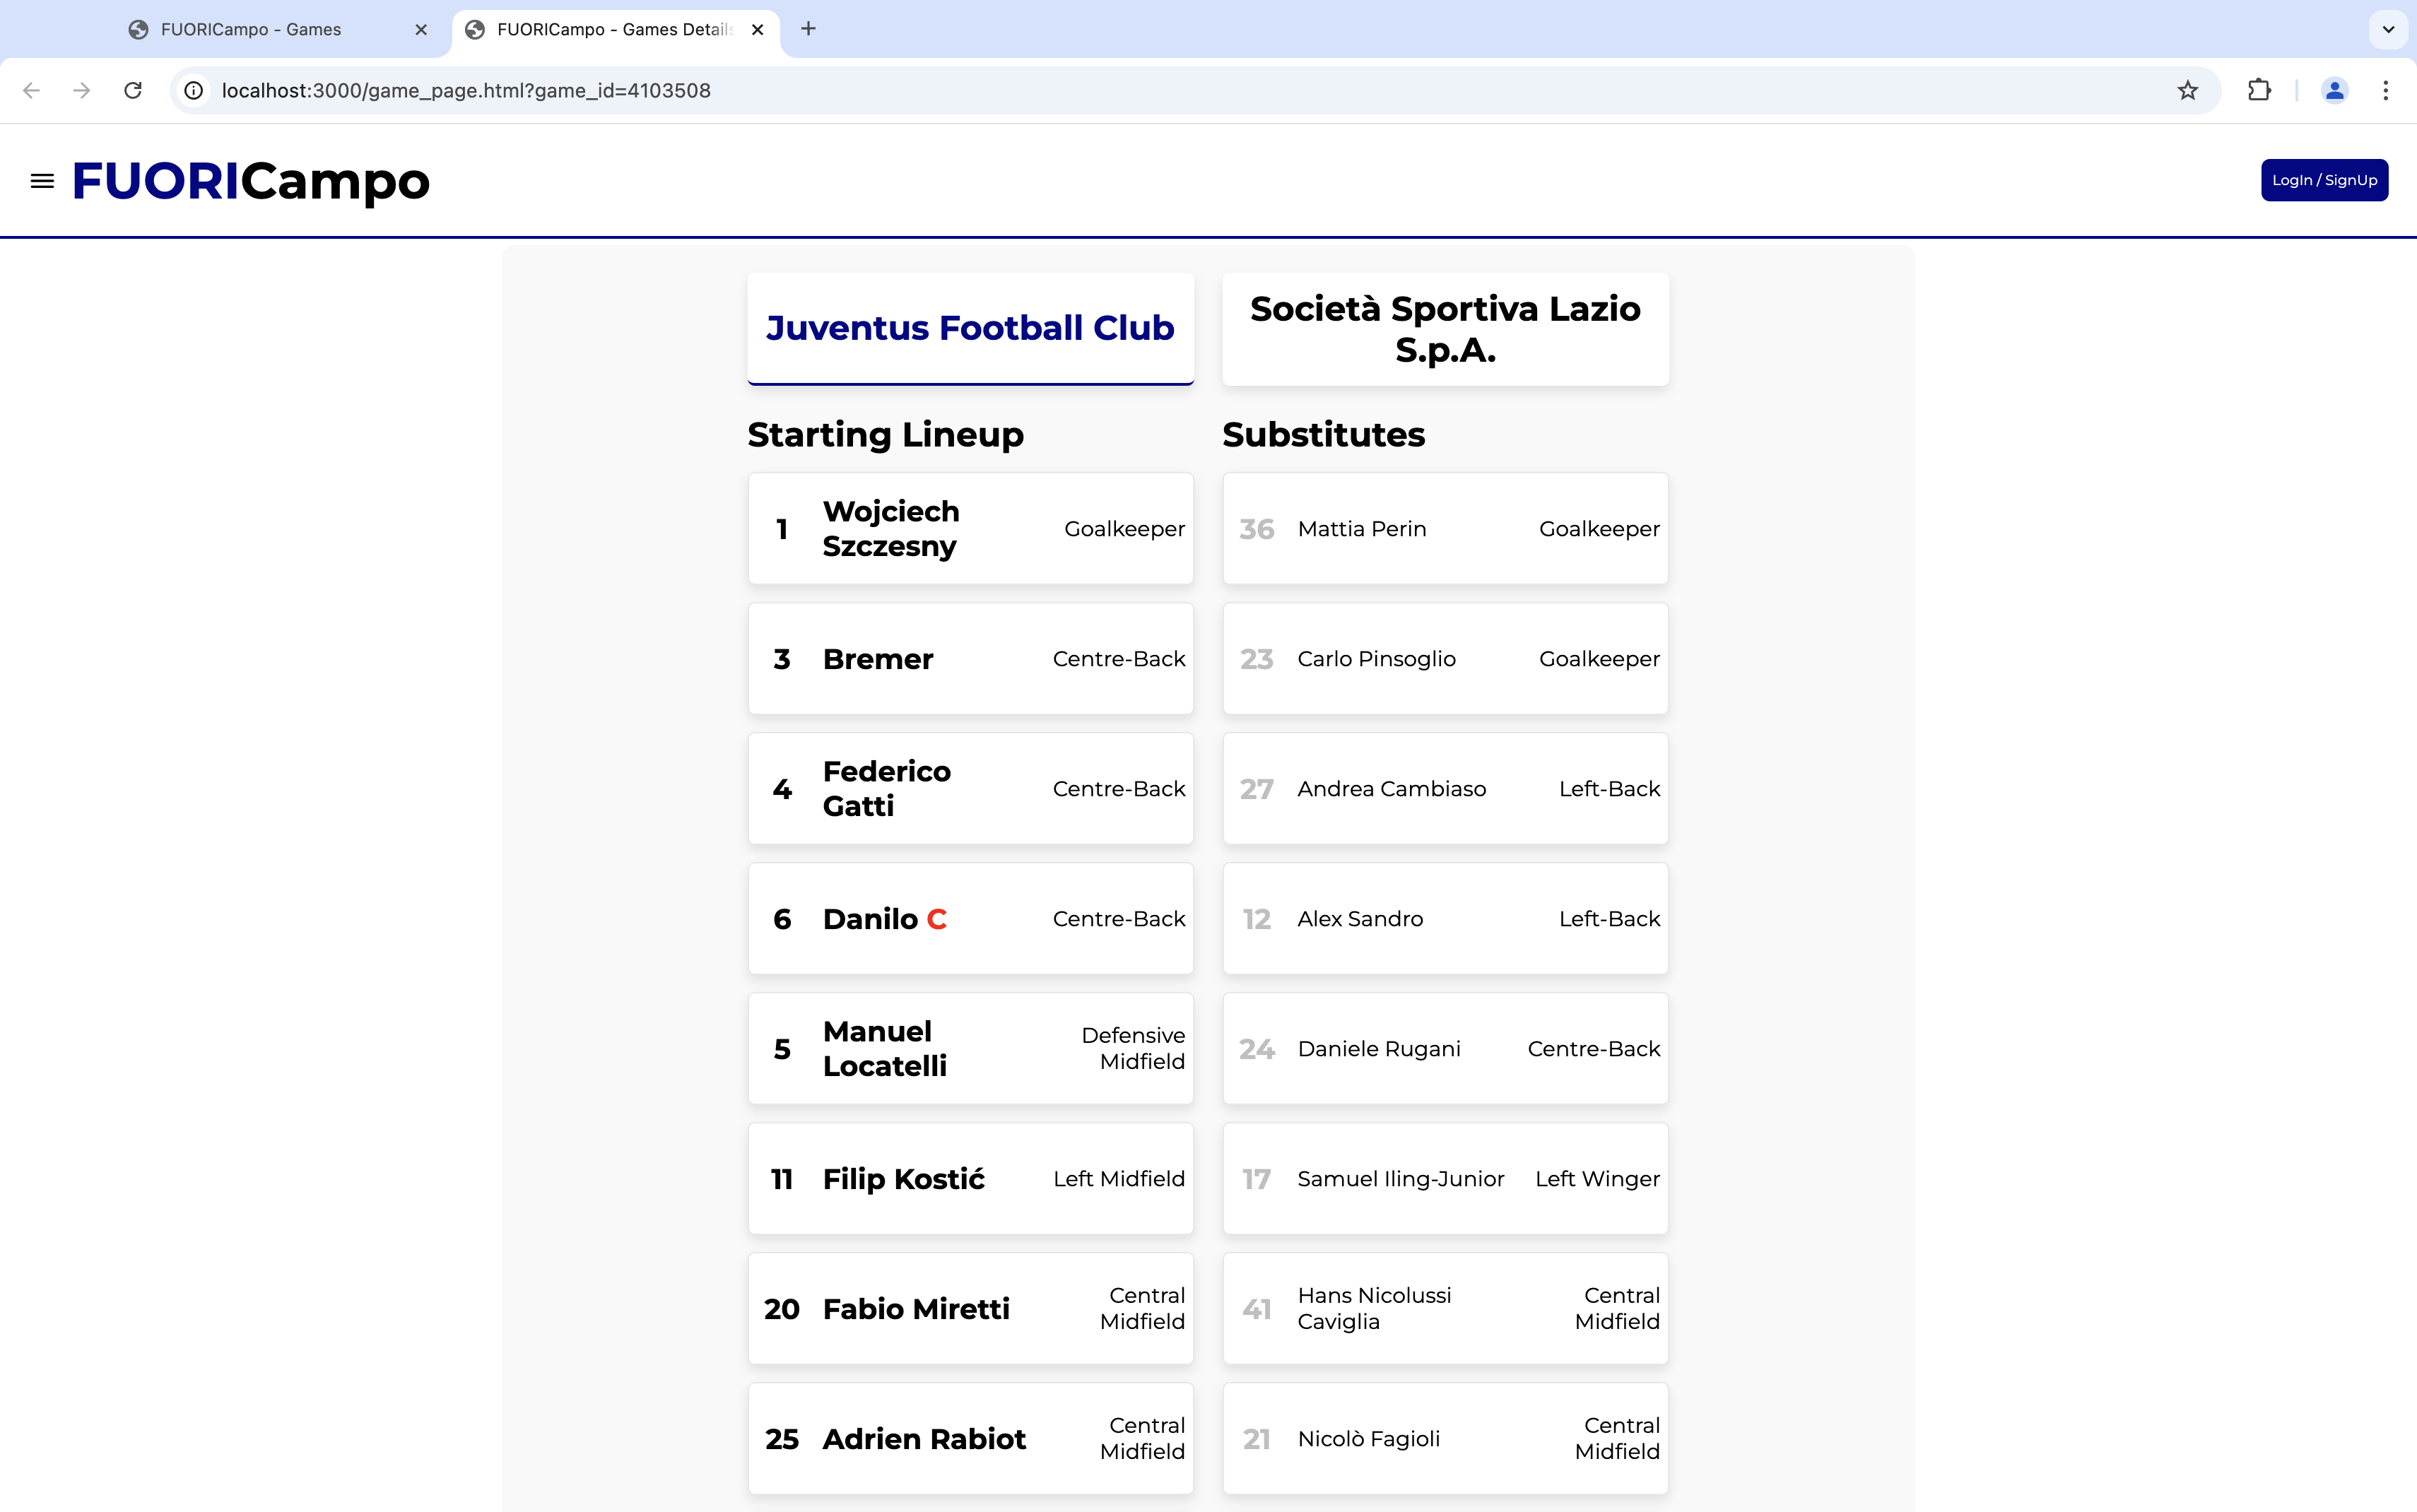 FUORICampo - Games
FUORICampo - Games Details
localhost:3000/game_page.html?game_id=4103508
FUORICampo
LogIn / SignUp
Juventus Football Club
Società Sportiva Lazio
S.p.A.
Starting Lineup
Substitutes
1
Wojciech
Szczesny
Goalkeeper
36
Mattia Perin
Goalkeeper
3
Bremer
Centre-Back
23
Carlo Pinsoglio
Goalkeeper
4
Federico
Gatti
Centre-Back
27
Andrea Cambiaso
Left-Back
6
Danilo C
Centre-Back
12
Alex Sandro
Left-Back
5
Manuel
Locatelli
Defensive
Midfield
24
Daniele Rugani
Centre-Back
11
Filip Kostić
Left Midfield
17
Samuel Iling-Junior
Left Winger
20
Fabio Miretti
Central
Midfield
41
Hans Nicolussi
Caviglia
Central
Midfield
25
Adrien Rabiot
Central
Midfield
21
Nicolò Fagioli
Central
Midfield